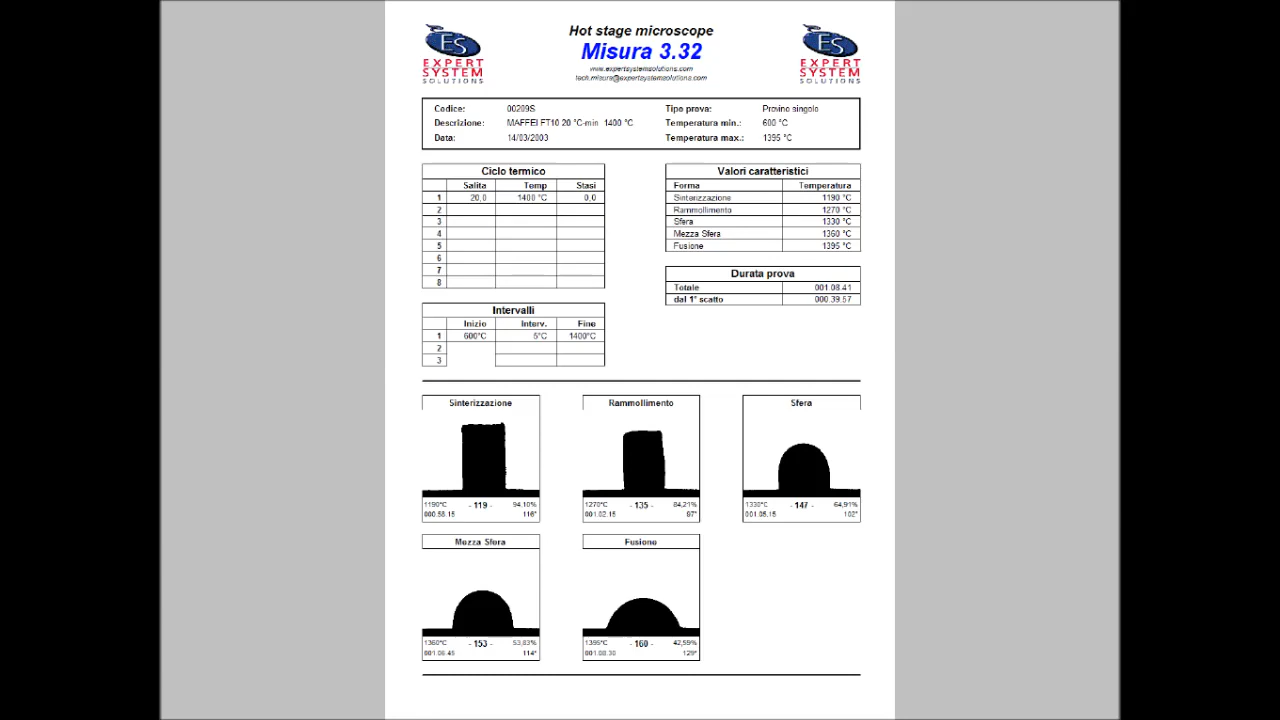 ES
EXPERT
SYSTEM
SOLUTIONS
Hot stage microscope
Misura 3.32
www.expertsystemsolutions.com
tech.misura@expertsystemsolutions.com
ES
EXPERT
SYSTEM
SOLUTIONS
Codice: 00209S Tipo prova: Provino singolo
Descrizione: MAFFEI FT10 20 °C-min 1400 °C Temperatura min.: 600 °C
Data: 14/03/2003 Temperatura max.: 1395 °C
Ciclo termico
Salita Temp Stasi
1 20,0 1400 °C 0,0
2
3
4
5
6
7
8
Valori caratteristici
Forma Temperatura
Sinterizzazione 1190 °C
Rammollimento 1270 °C
Sfera 1330 °C
Mezza Sfera 1360 °C
Fusione 1395 °C
Durata prova
Totale 001.08.41
dal 1° scatto 000.39.57
Intervalli
Inizio Interv. Fine
1 600°C 5°C 1400°C
2
3
Sinterizzazione
1190°C - 119 - 94,10%
000.58.15 116°
Rammollimento
1270°C - 135 - 84,21%
001.02.15 97°
Sfera
1330°C - 147 - 64,91%
001.05.15 102°
Mezza Sfera
1360°C - 153 - 53,83%
001.06.45 114°
Fusione
1395°C - 160 - 42,59%
001.08.30 129°